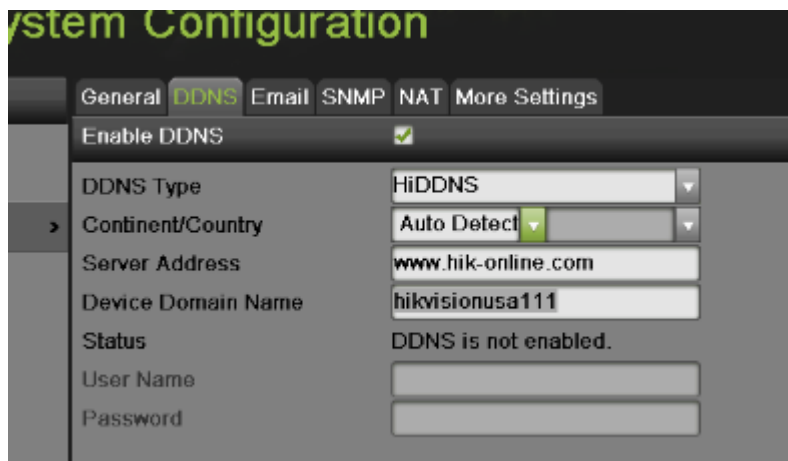 ystem Configuration
General DDNS Email SNMP NAT More Settings
Enable DDNS
DDNS Type HiDDNS
Continent/Country Auto Detect
Server Address www.hik-online.com
Device Domain Name hikvisionusa111
Status DDNS is not enabled.
User Name
Password